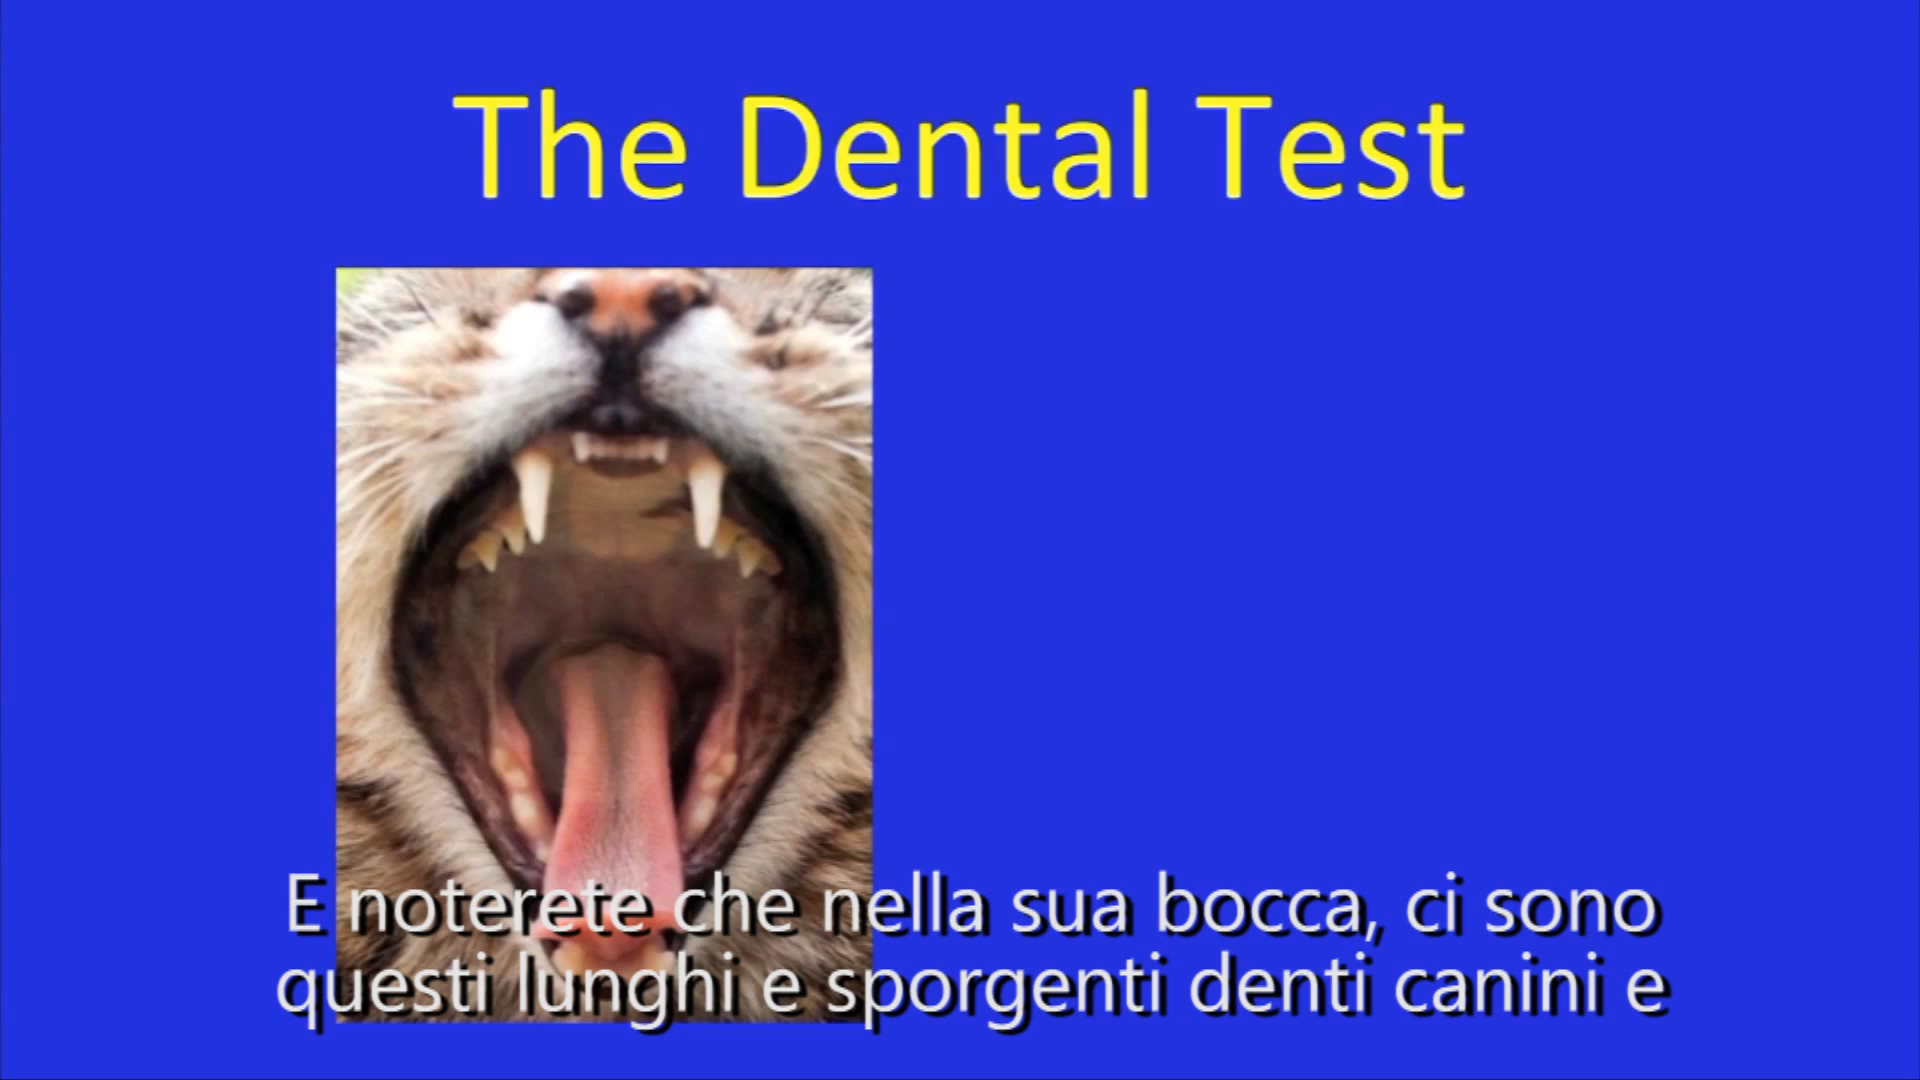 The Dental Test
E noterete che nella sua bocca, ci sono
questi lunghi e sporgenti denti canini e